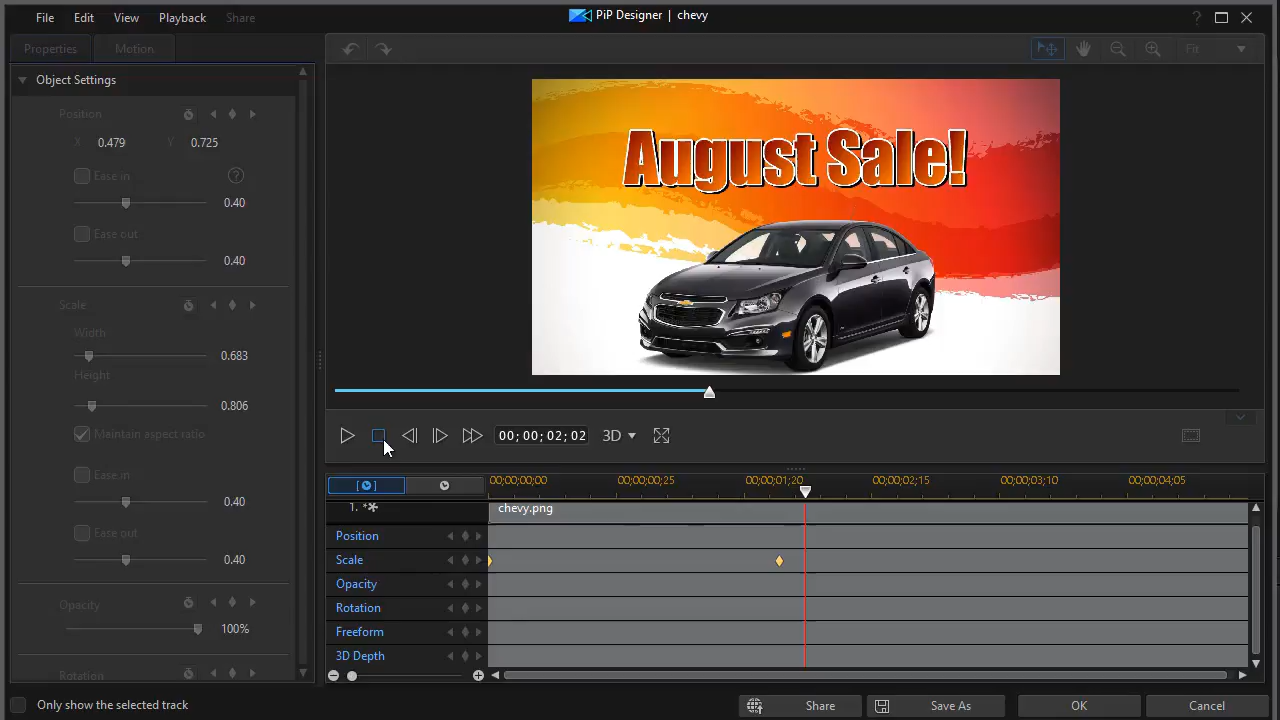 File Edit View Playback Share
PiP Designer | chevy
Properties Motion
Fit
Object Settings
Position
X 0.479 Y 0.725
Ease in
0.40
Ease out
0.40
Scale
Width
0.683
Height
0.806
Maintain aspect ratio
Ease in
0.40
Ease out
0.40
Opacity
100%
Rotation
August Sale!
00;00;02;02 3D
00;00;00;00 00;00;00;25 00;00;01;20 00;00;02;15 00;00;03;10 00;00;04;05
1. chevy.png
Position
Scale
Opacity
Rotation
Freeform
3D Depth
Only show the selected track
Share Save As OK Cancel